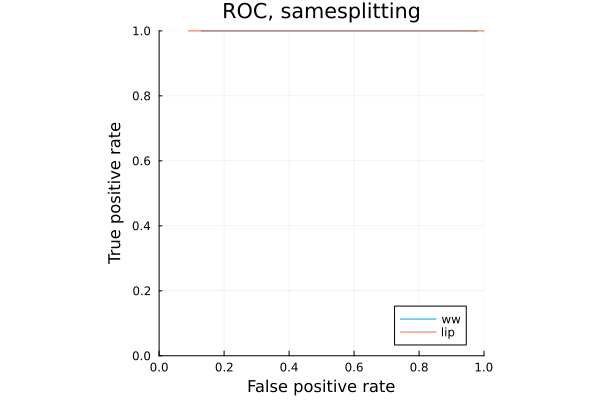 ROC, samesplitting
True positive rate
1.0
0.8
0.6
0.4
0.2
0.0
ww
lip
0.0 0.2 0.4 0.6 0.8 1.0
False positive rate